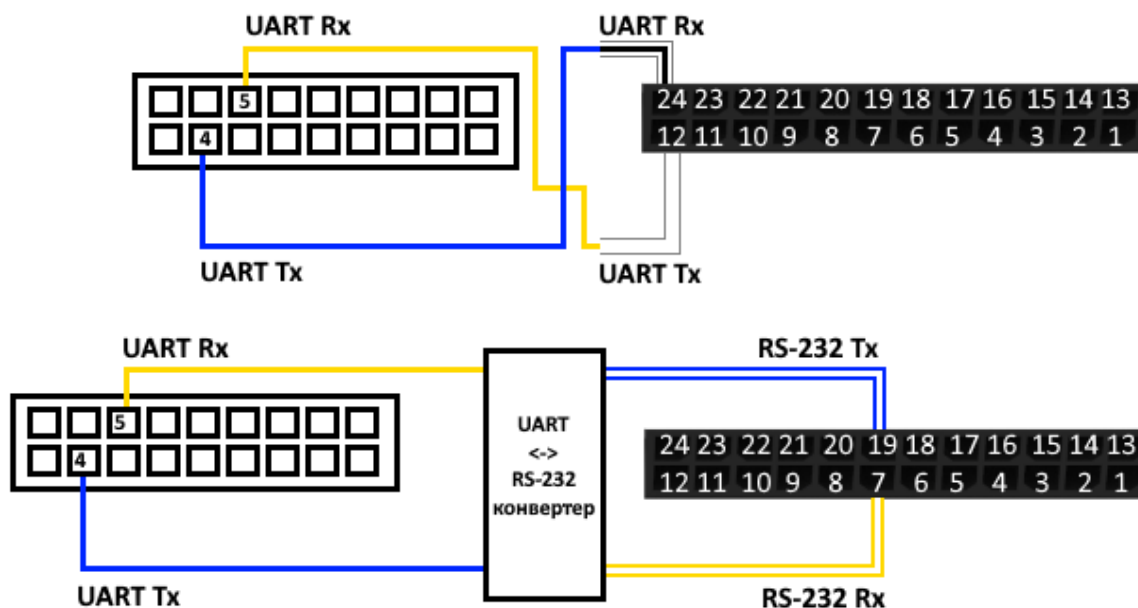 UART Rx
UART Rx
5
4
24 23 22 21 20 19 18 17 16 15 14 13
12 11 10 9 8 7 6 5 4 3 2 1
UART Tx
UART Tx
UART Rx
RS-232 Tx
5
4
UART
<->
RS-232
конвертер
24 23 22 21 20 19 18 17 16 15 14 13
12 11 10 9 8 7 6 5 4 3 2 1
UART Tx
RS-232 Rx